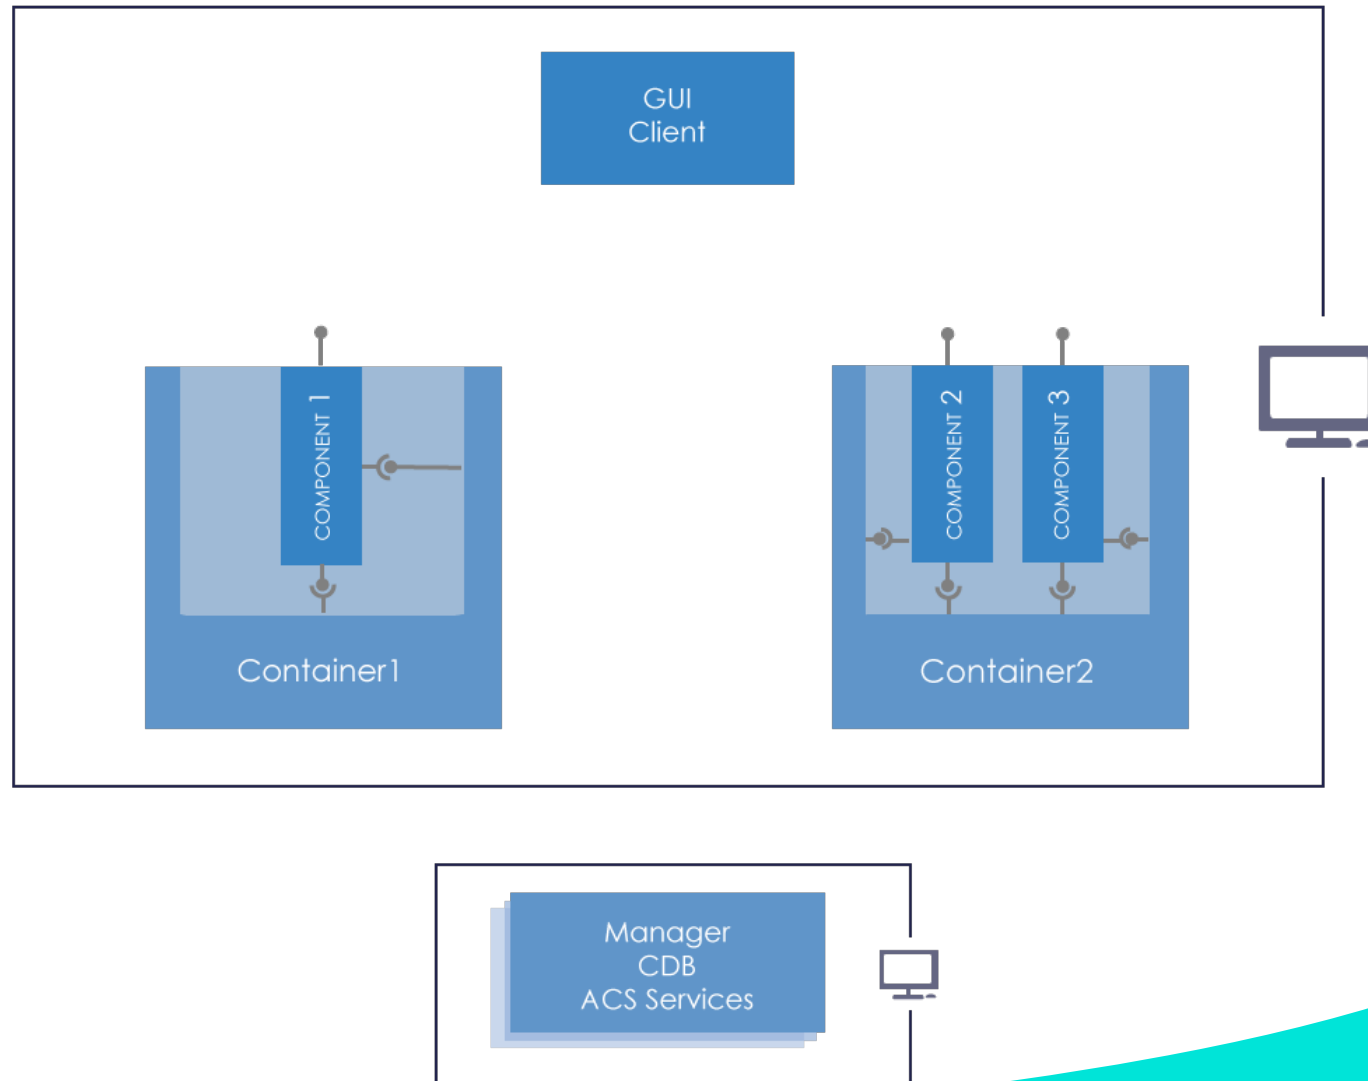 GUI
Client
COMPONENT 1
COMPONENT 2
COMPONENT 3
Container1
Container2
Manager
CDB
ACS Services